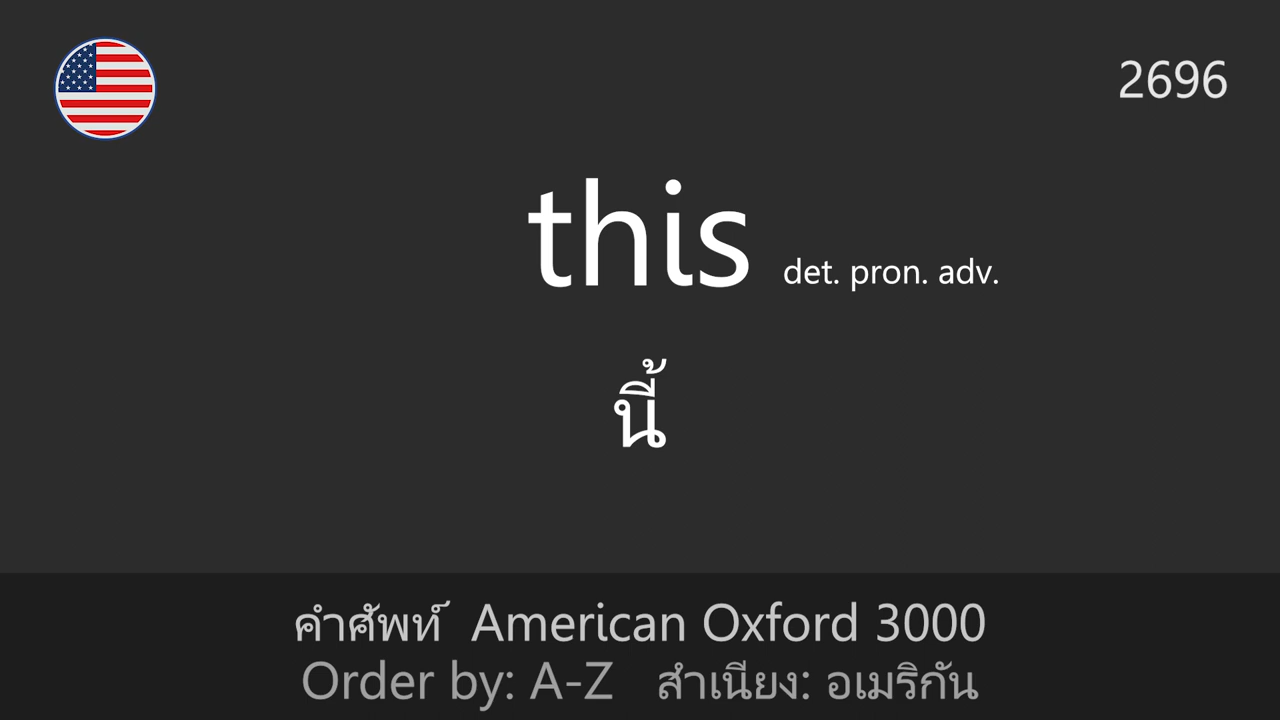 2696
this det. pron. adv.
นี้
คำศัพท์ American Oxford 3000
Order by: A-Z สำเนียง: อเมริกัน